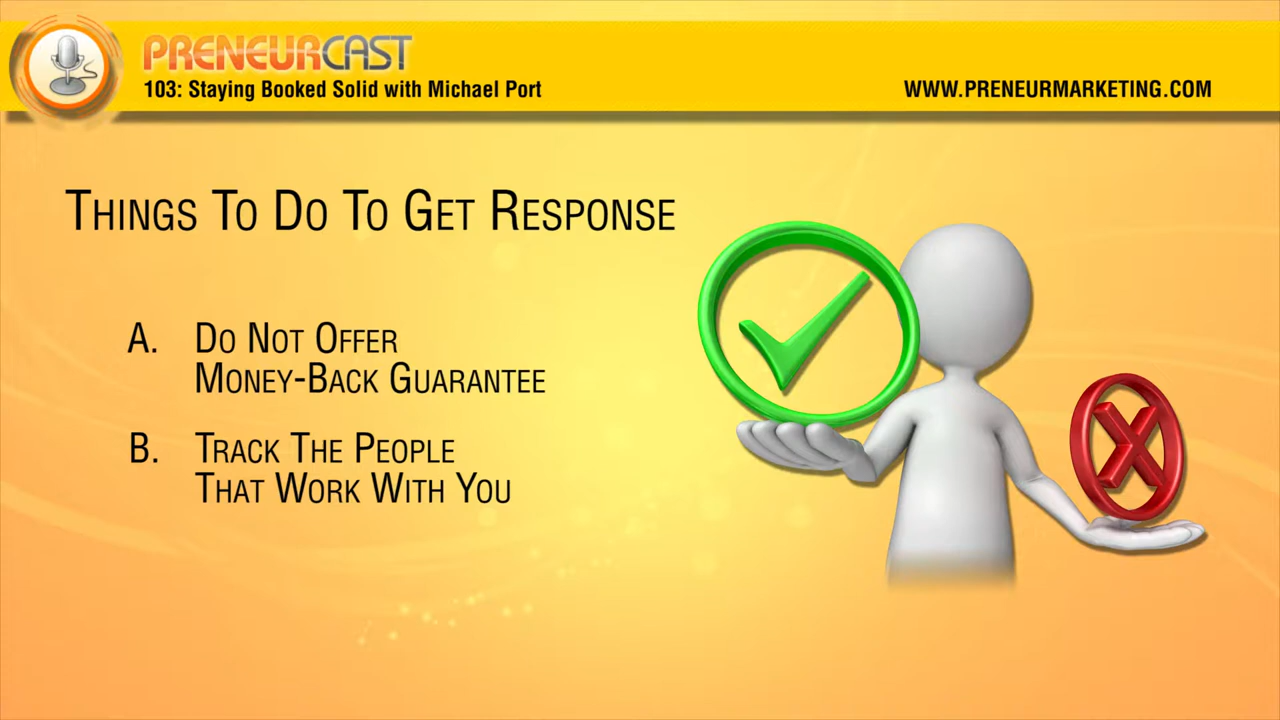 PRENEURCAST
103: Staying Booked Solid with Michael Port
WWW.PRENEURMARKETING.COM
THINGS TO DO TO GET RESPONSE
A. DO NOT OFFER
MONEY-BACK GUARANTEE
B. TRACK THE PEOPLE
THAT WORK WITH YOU